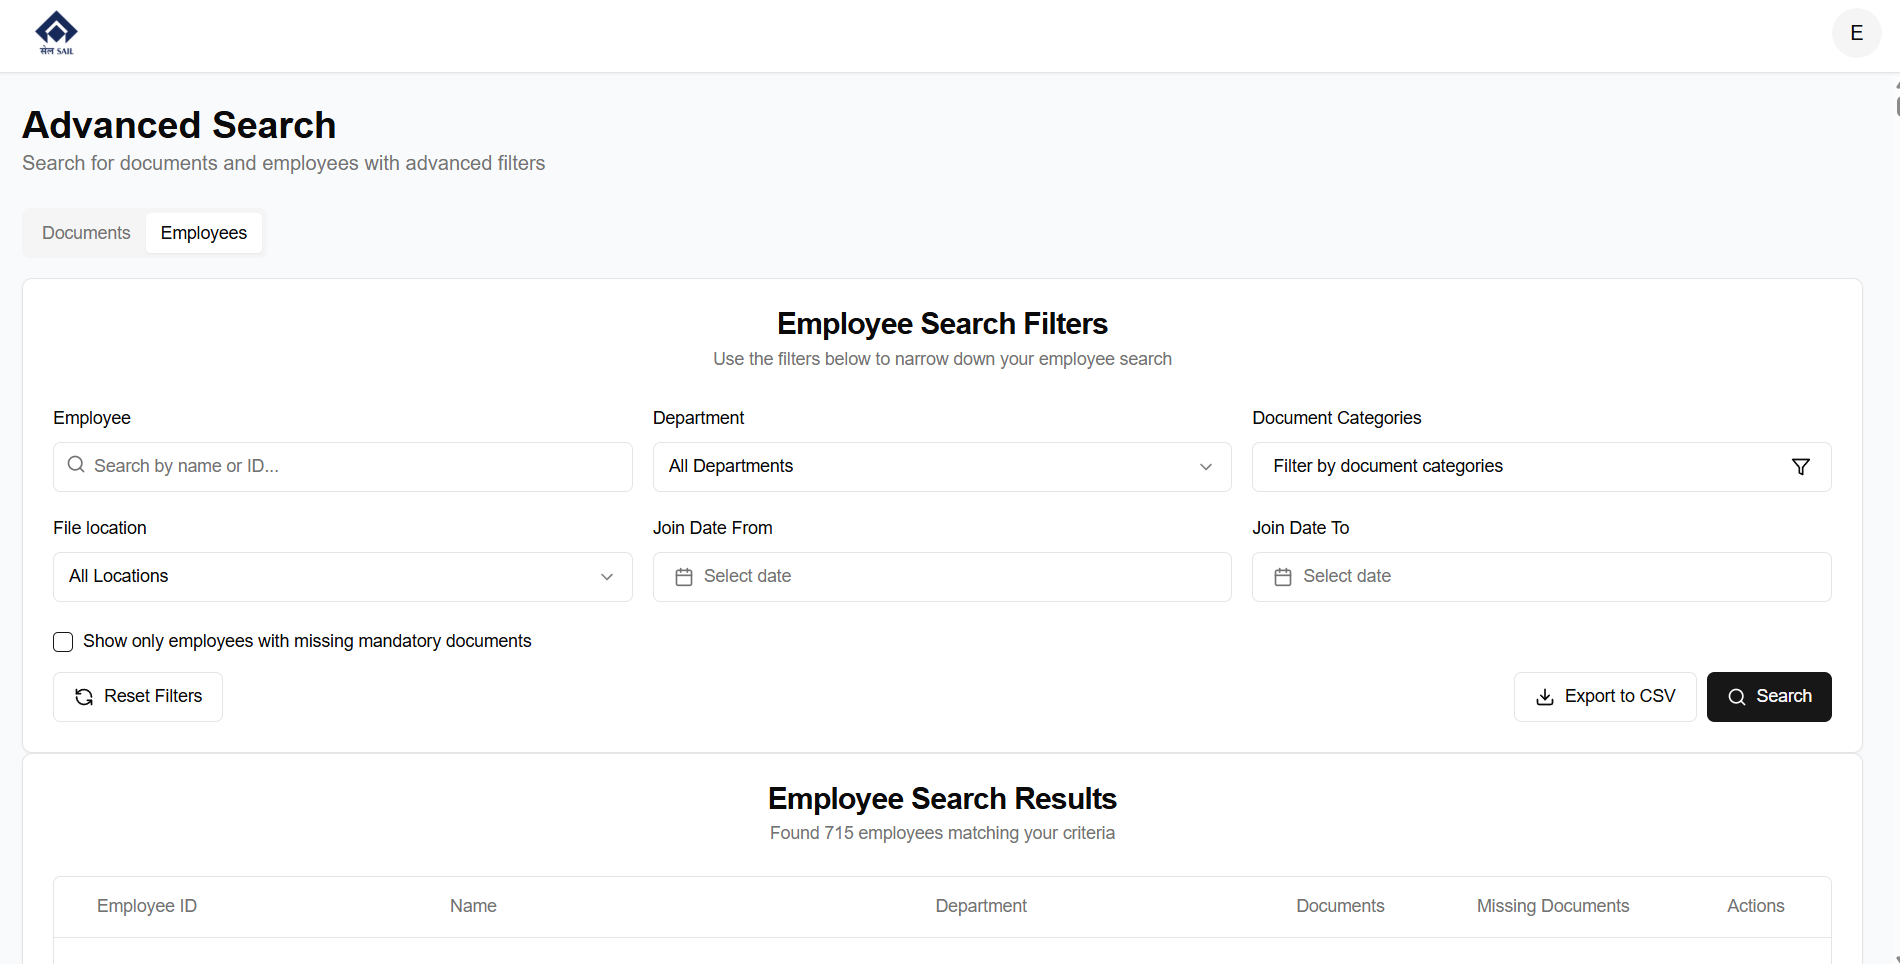 सेल SAIL
E
Advanced Search
Search for documents and employees with advanced filters
Documents Employees
Employee Search Filters
Use the filters below to narrow down your employee search
Employee Department Document Categories
Search by name or ID... All Departments Filter by document categories
File location Join Date From Join Date To
All Locations Select date Select date
Show only employees with missing mandatory documents
Reset Filters Export to CSV Search
Employee Search Results
Found 715 employees matching your criteria
Employee ID Name Department Documents Missing Documents Actions